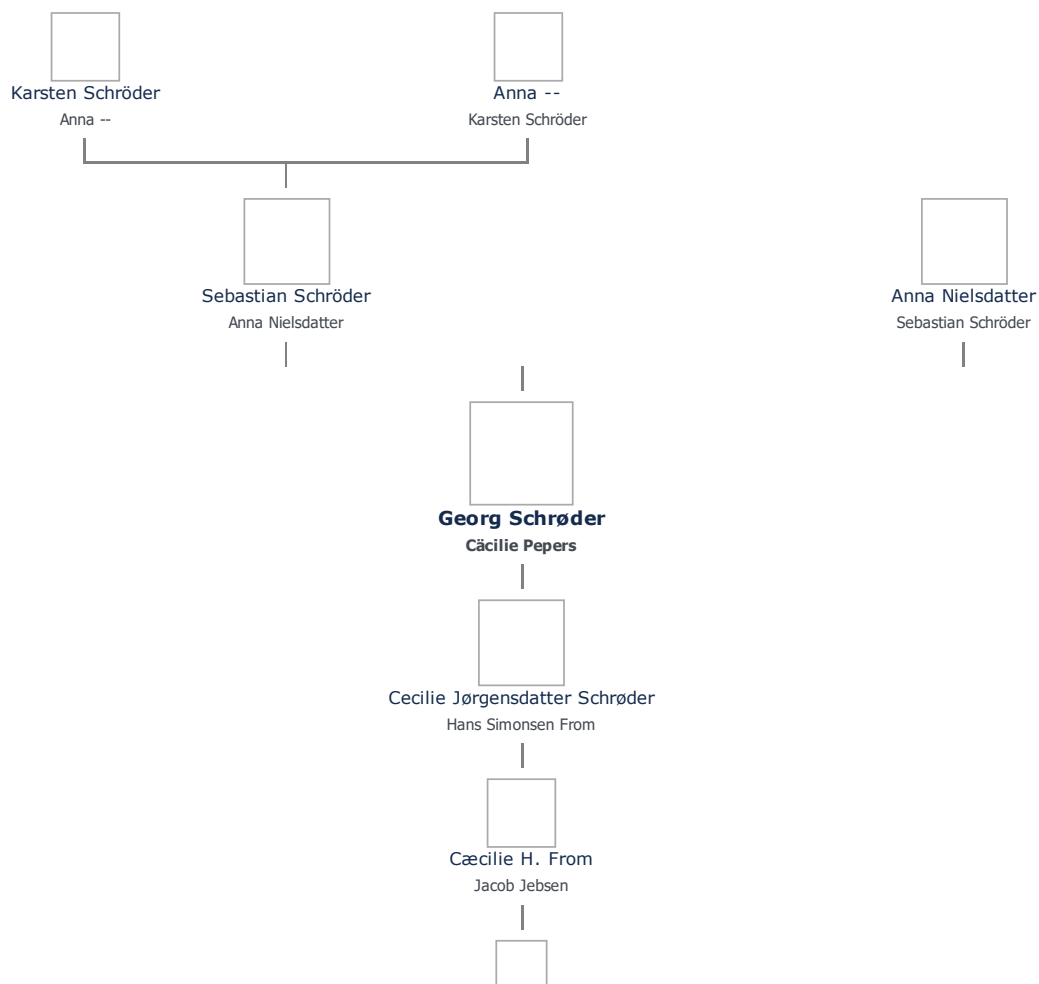 Karsten Schröder
Anna --
Anna --
Karsten Schröder
Sebastian Schröder
Anna Nielsdatter
Anna Nielsdatter
Sebastian Schröder
Georg Schrøder
Cäcilie Pepers
Cecilie Jørgensdatter Schrøder
Hans Simonsen From
Cæcilie H. From
Jacob Jebsen